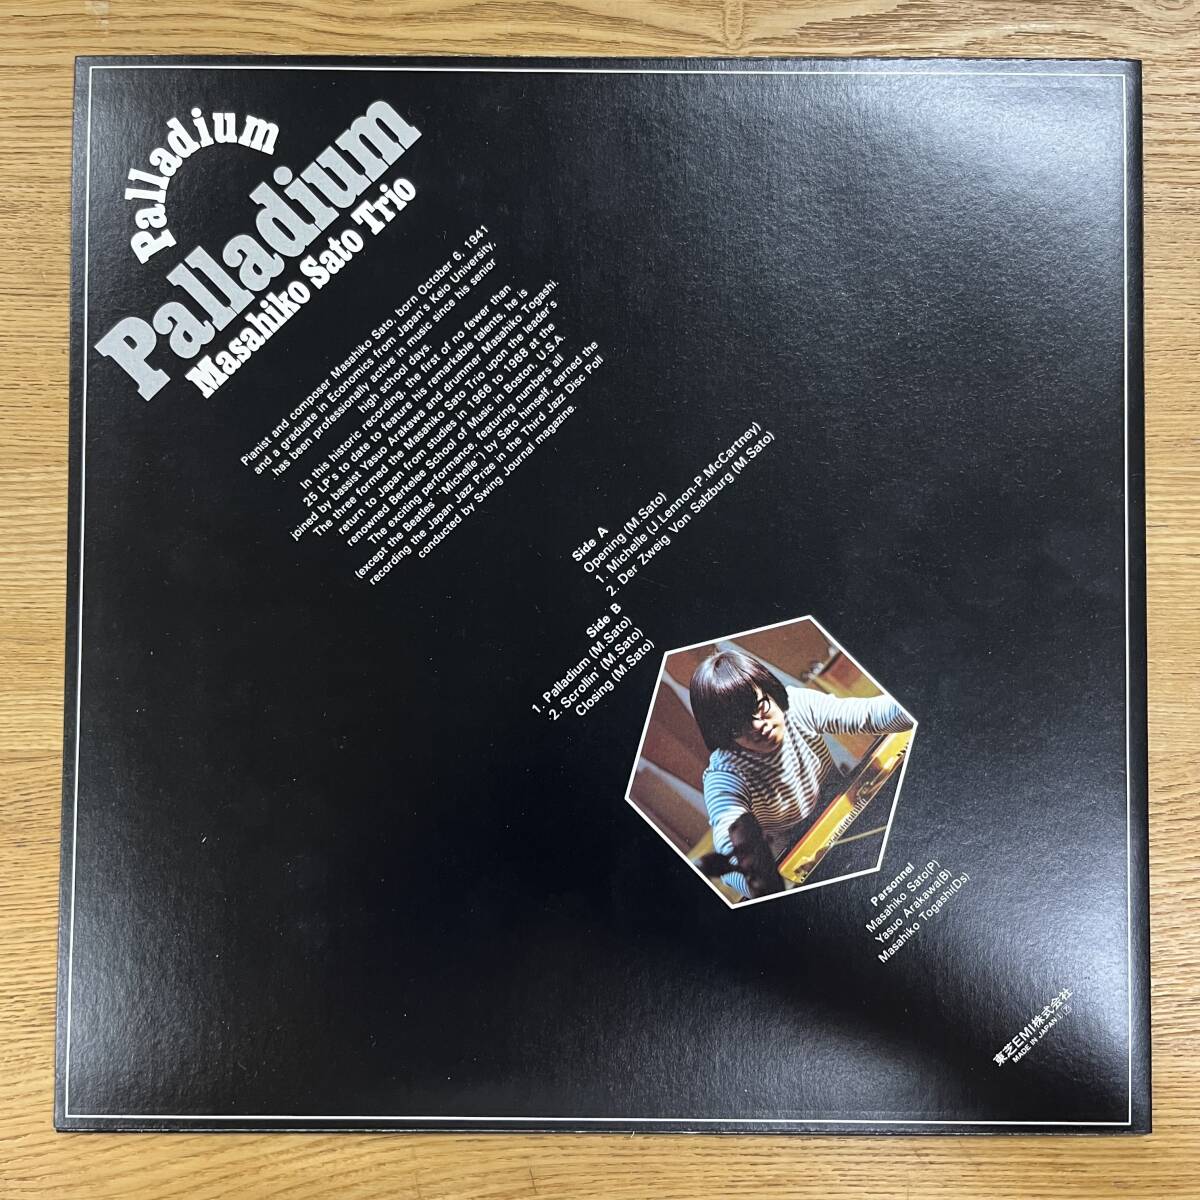 Palladium
Palladium
Masahiko Sato Trio
Pianist and composer Masahiko Sato, born October 6, 1941
and a graduate in Economics from Japan's Keio University,
has been professionally active in music since his senior
high school days.
In this historic recording, the first of no fewer than
25 LP's to date to feature his remarkable talents, he is
joined by bassist Yasuo Arakawa and drummer Masahiko Togashi.
The three formed the Masahiko Sato Trio upon the leader's
return to Japan from studies in 1966 to 1968 at the
renowned Berkelee School of Music in Boston, U.S.A.
The exciting performance, featuring numbers all
(except the Beatles' "Michelle") by Sato himself, earned the
recording the Japan Jazz Prize in the Third Jazz Disc Poll
conducted by Swing Journal magazine.
Side A
Opening (M.Sato)
1. Michelle (J.Lennon-P.McCartney)
2. Der Zweig Von Salzburg (M.Sato)
Side B
1. Palladium (M.Sato)
2. Scrollin' (M.Sato)
Closing (M.Sato)
Parsonnel
Masahiko Sato(P)
Yasuo Arakawa(B)
Masahiko Togashi(Ds)
東芝EMI株式会社
MADE IN JAPAN